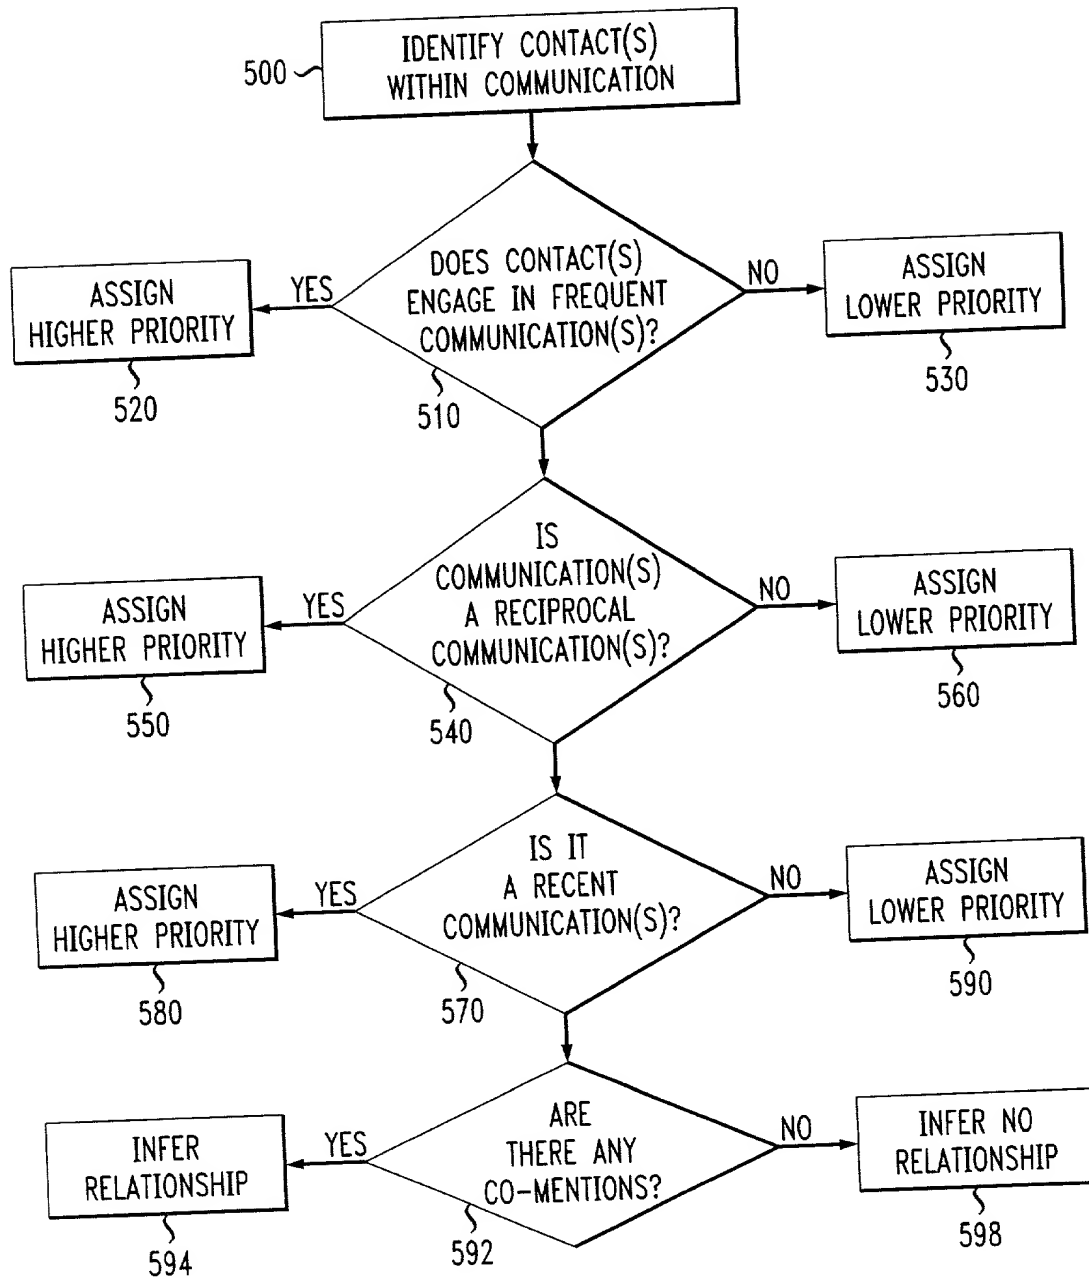 IDENTIFY CONTACT(S)
WITHIN COMMUNICATION
500
DOES CONTACT(S)
ENGAGE IN FREQUENT
COMMUNICATION(S)?
510
YES
ASSIGN
HIGHER PRIORITY
520
NO
ASSIGN
LOWER PRIORITY
530
IS
COMMUNICATION(S)
A RECIPROCAL
COMMUNICATION(S)?
540
YES
ASSIGN
HIGHER PRIORITY
550
NO
ASSIGN
LOWER PRIORITY
560
IS IT
A RECENT
COMMUNICATION(S)?
570
YES
ASSIGN
HIGHER PRIORITY
580
NO
ASSIGN
LOWER PRIORITY
590
ARE
THERE ANY
CO-MENTIONS?
592
YES
INFER
RELATIONSHIP
594
NO
INFER NO
RELATIONSHIP
598